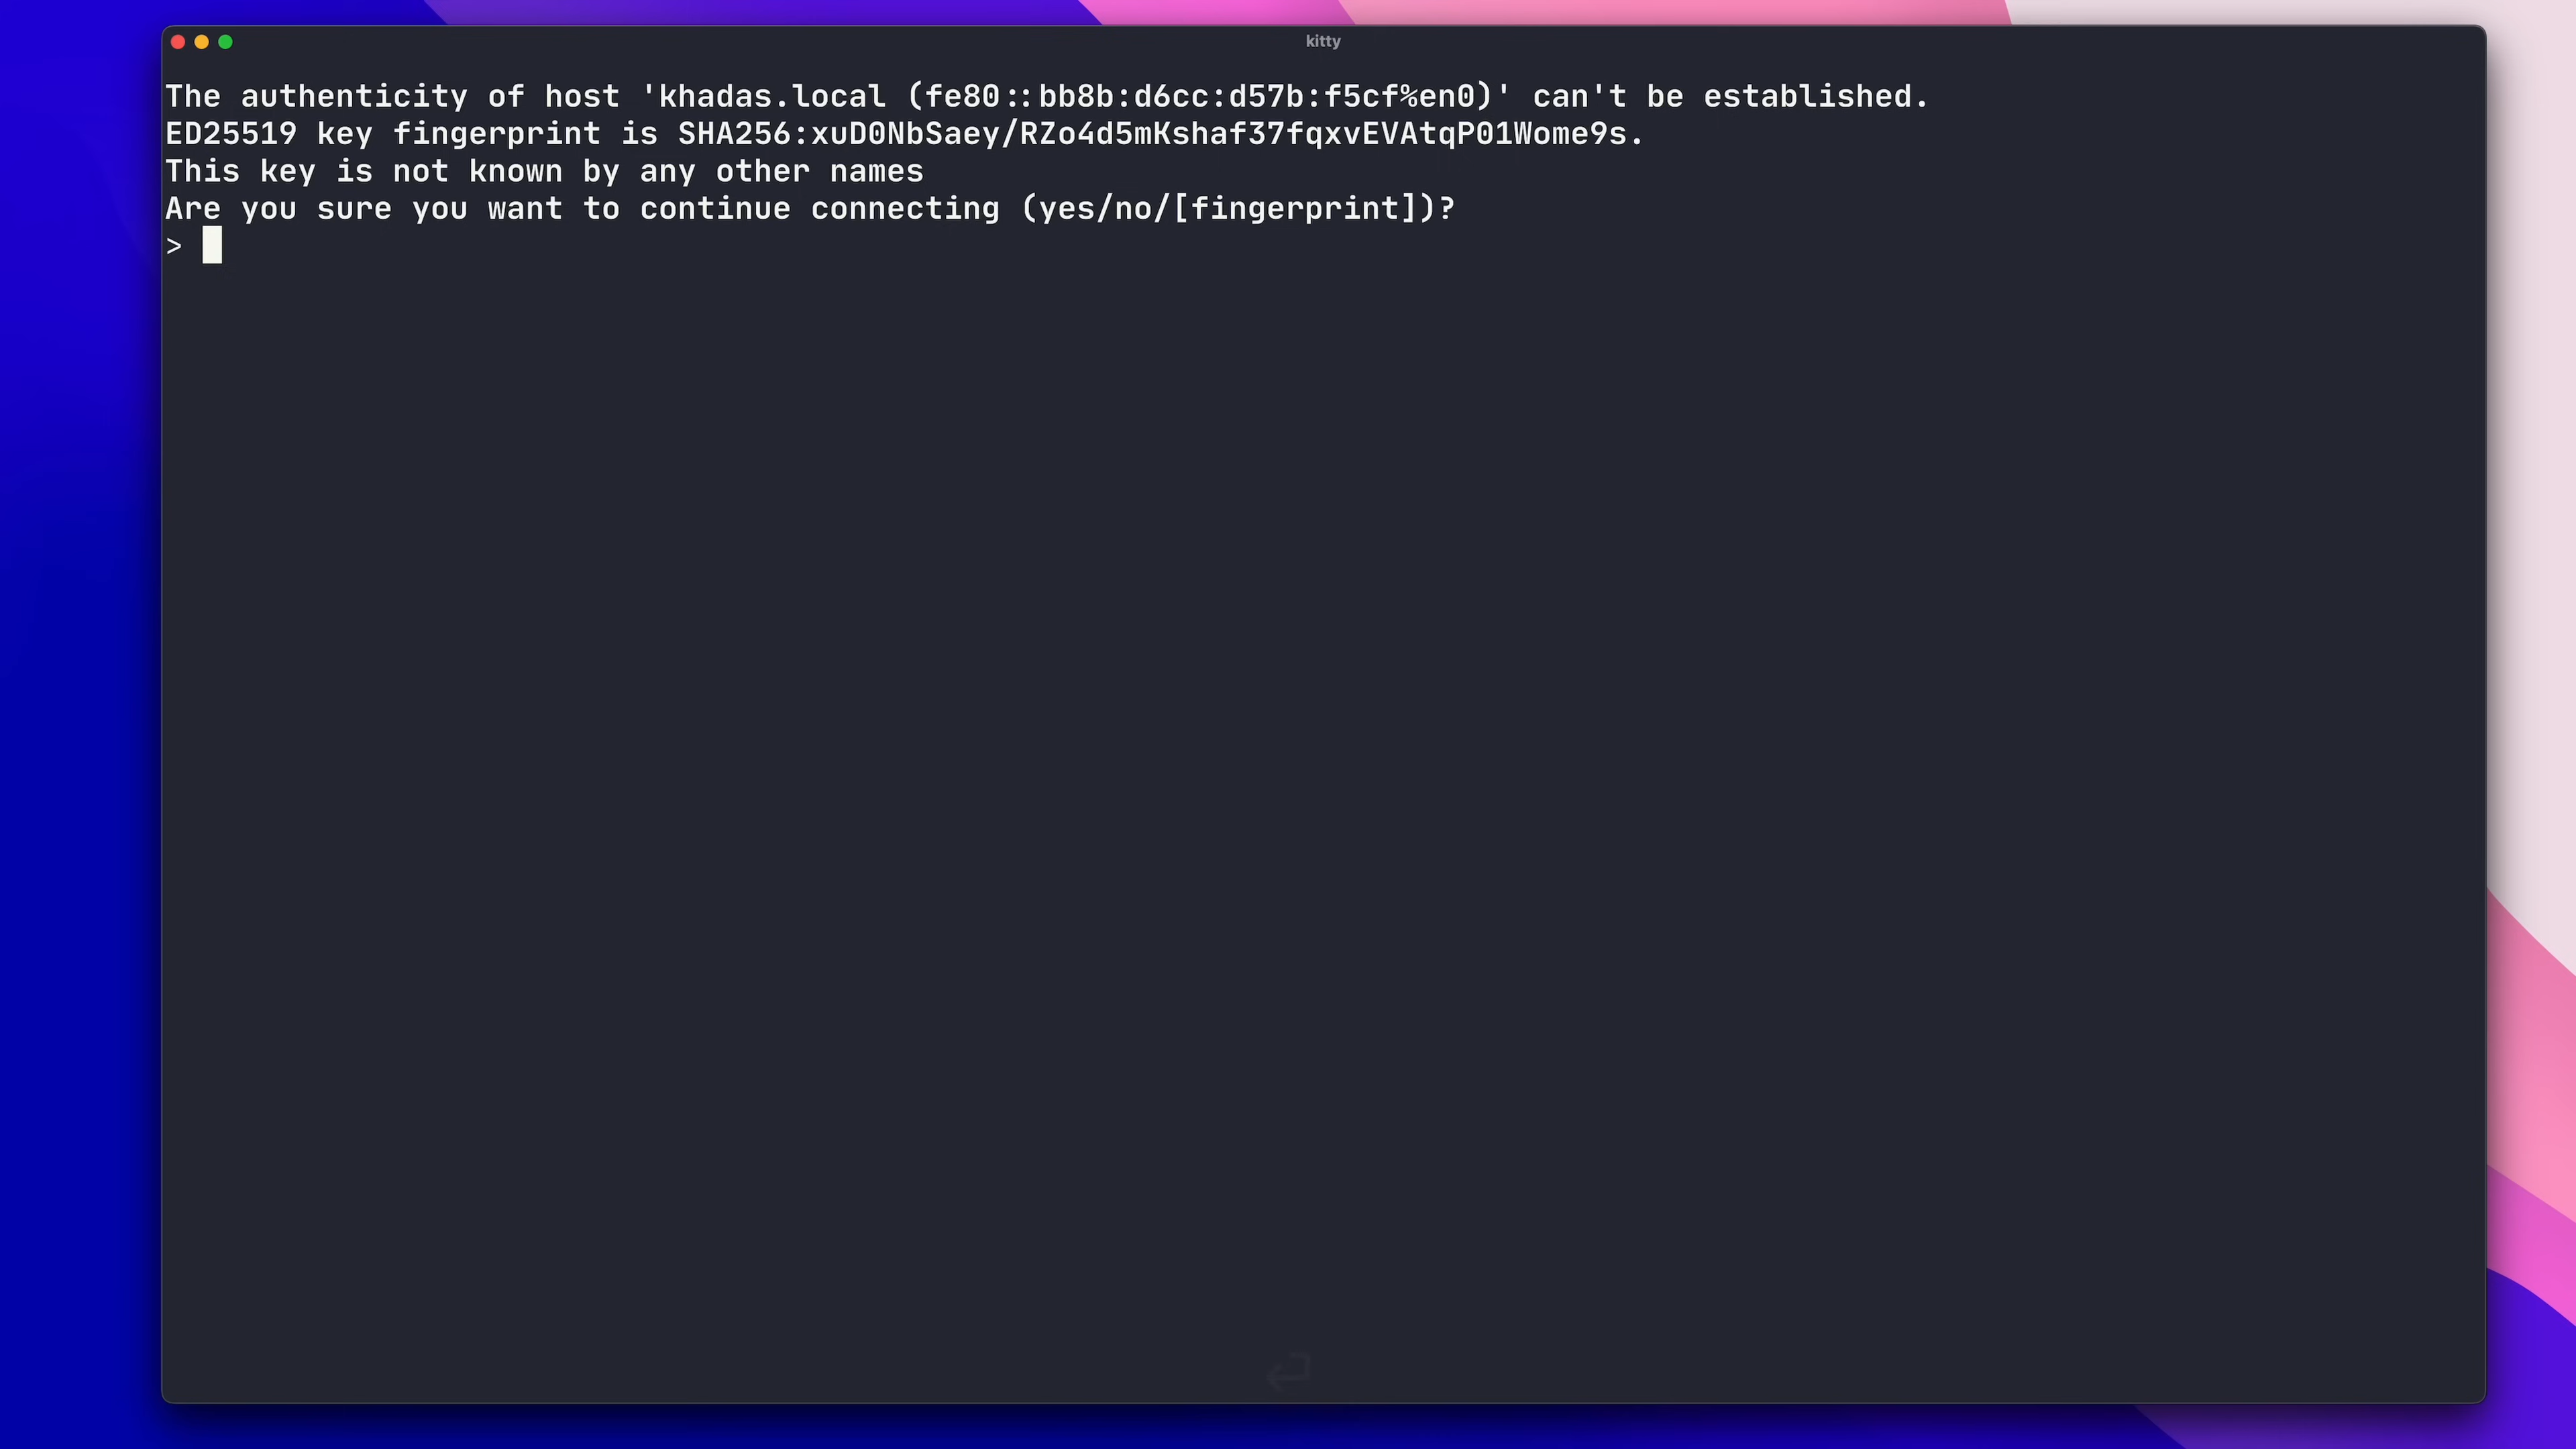 kitty
The authenticity of host 'khadas.local (fe80::bb8b:d6cc:d57b:f5cf%en0)' can't be established.
ED25519 key fingerprint is SHA256:xuD0NbSaey/RZo4d5mKshaf37fqxvEVAtqP01Wome9s.
This key is not known by any other names
Are you sure you want to continue connecting (yes/no/[fingerprint])?
>